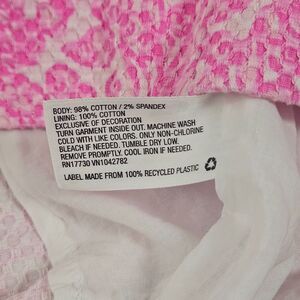 BODY: 98% COTTON / 2% SPANDEX
LINING: 100% COTTON
EXCLUSIVE OF DECORATION
TURN GARMENT INSIDE OUT. MACHINE WASH
COLD WITH LIKE COLORS. ONLY NON-CHLORINE
BLEACH IF NEEDED. TUMBLE DRY LOW.
REMOVE PROMPTLY. COOL IRON IF NEEDED.
RN17730 VN1042782
LABEL MADE FROM 100% RECYCLED PLASTIC